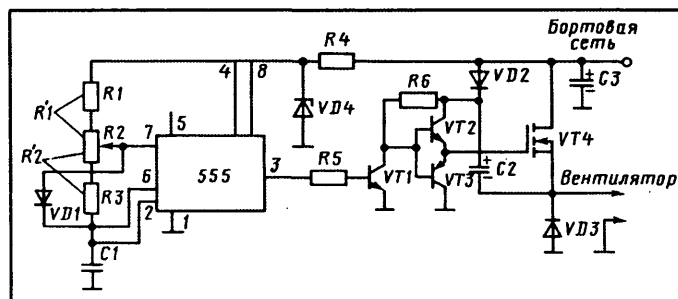 Бортовая
сеть
R4
4
8
R1
R'1
R6
VD2
C3
5
VD4
VT2
R2
7
VT4
R'2
3
R5
C2
6
555
VT1
VT3
Вентилятор
R3
VD1
2
1
VD3
C1